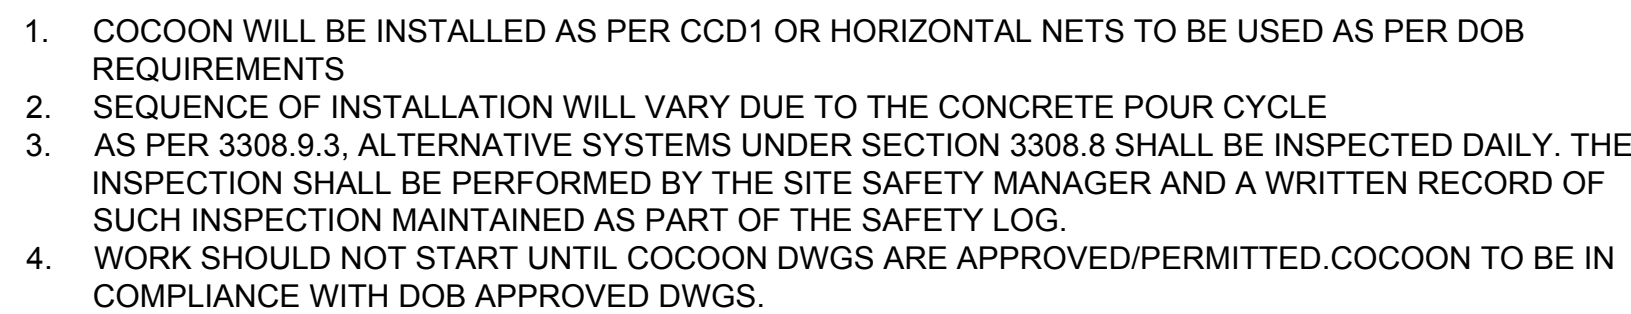 1. COCOON WILL BE INSTALLED AS PER CCD1 OR HORIZONTAL NETS TO BE USED AS PER DOB
REQUIREMENTS
2. SEQUENCE OF INSTALLATION WILL VARY DUE TO THE CONCRETE POUR CYCLE
3. AS PER 3308.9.3, ALTERNATIVE SYSTEMS UNDER SECTION 3308.8 SHALL BE INSPECTED DAILY. THE
INSPECTION SHALL BE PERFORMED BY THE SITE SAFETY MANAGER AND A WRITTEN RECORD OF
SUCH INSPECTION MAINTAINED AS PART OF THE SAFETY LOG.
4. WORK SHOULD NOT START UNTIL COCOON DWGS ARE APPROVED/PERMITTED.COCOON TO BE IN
COMPLIANCE WITH DOB APPROVED DWGS.